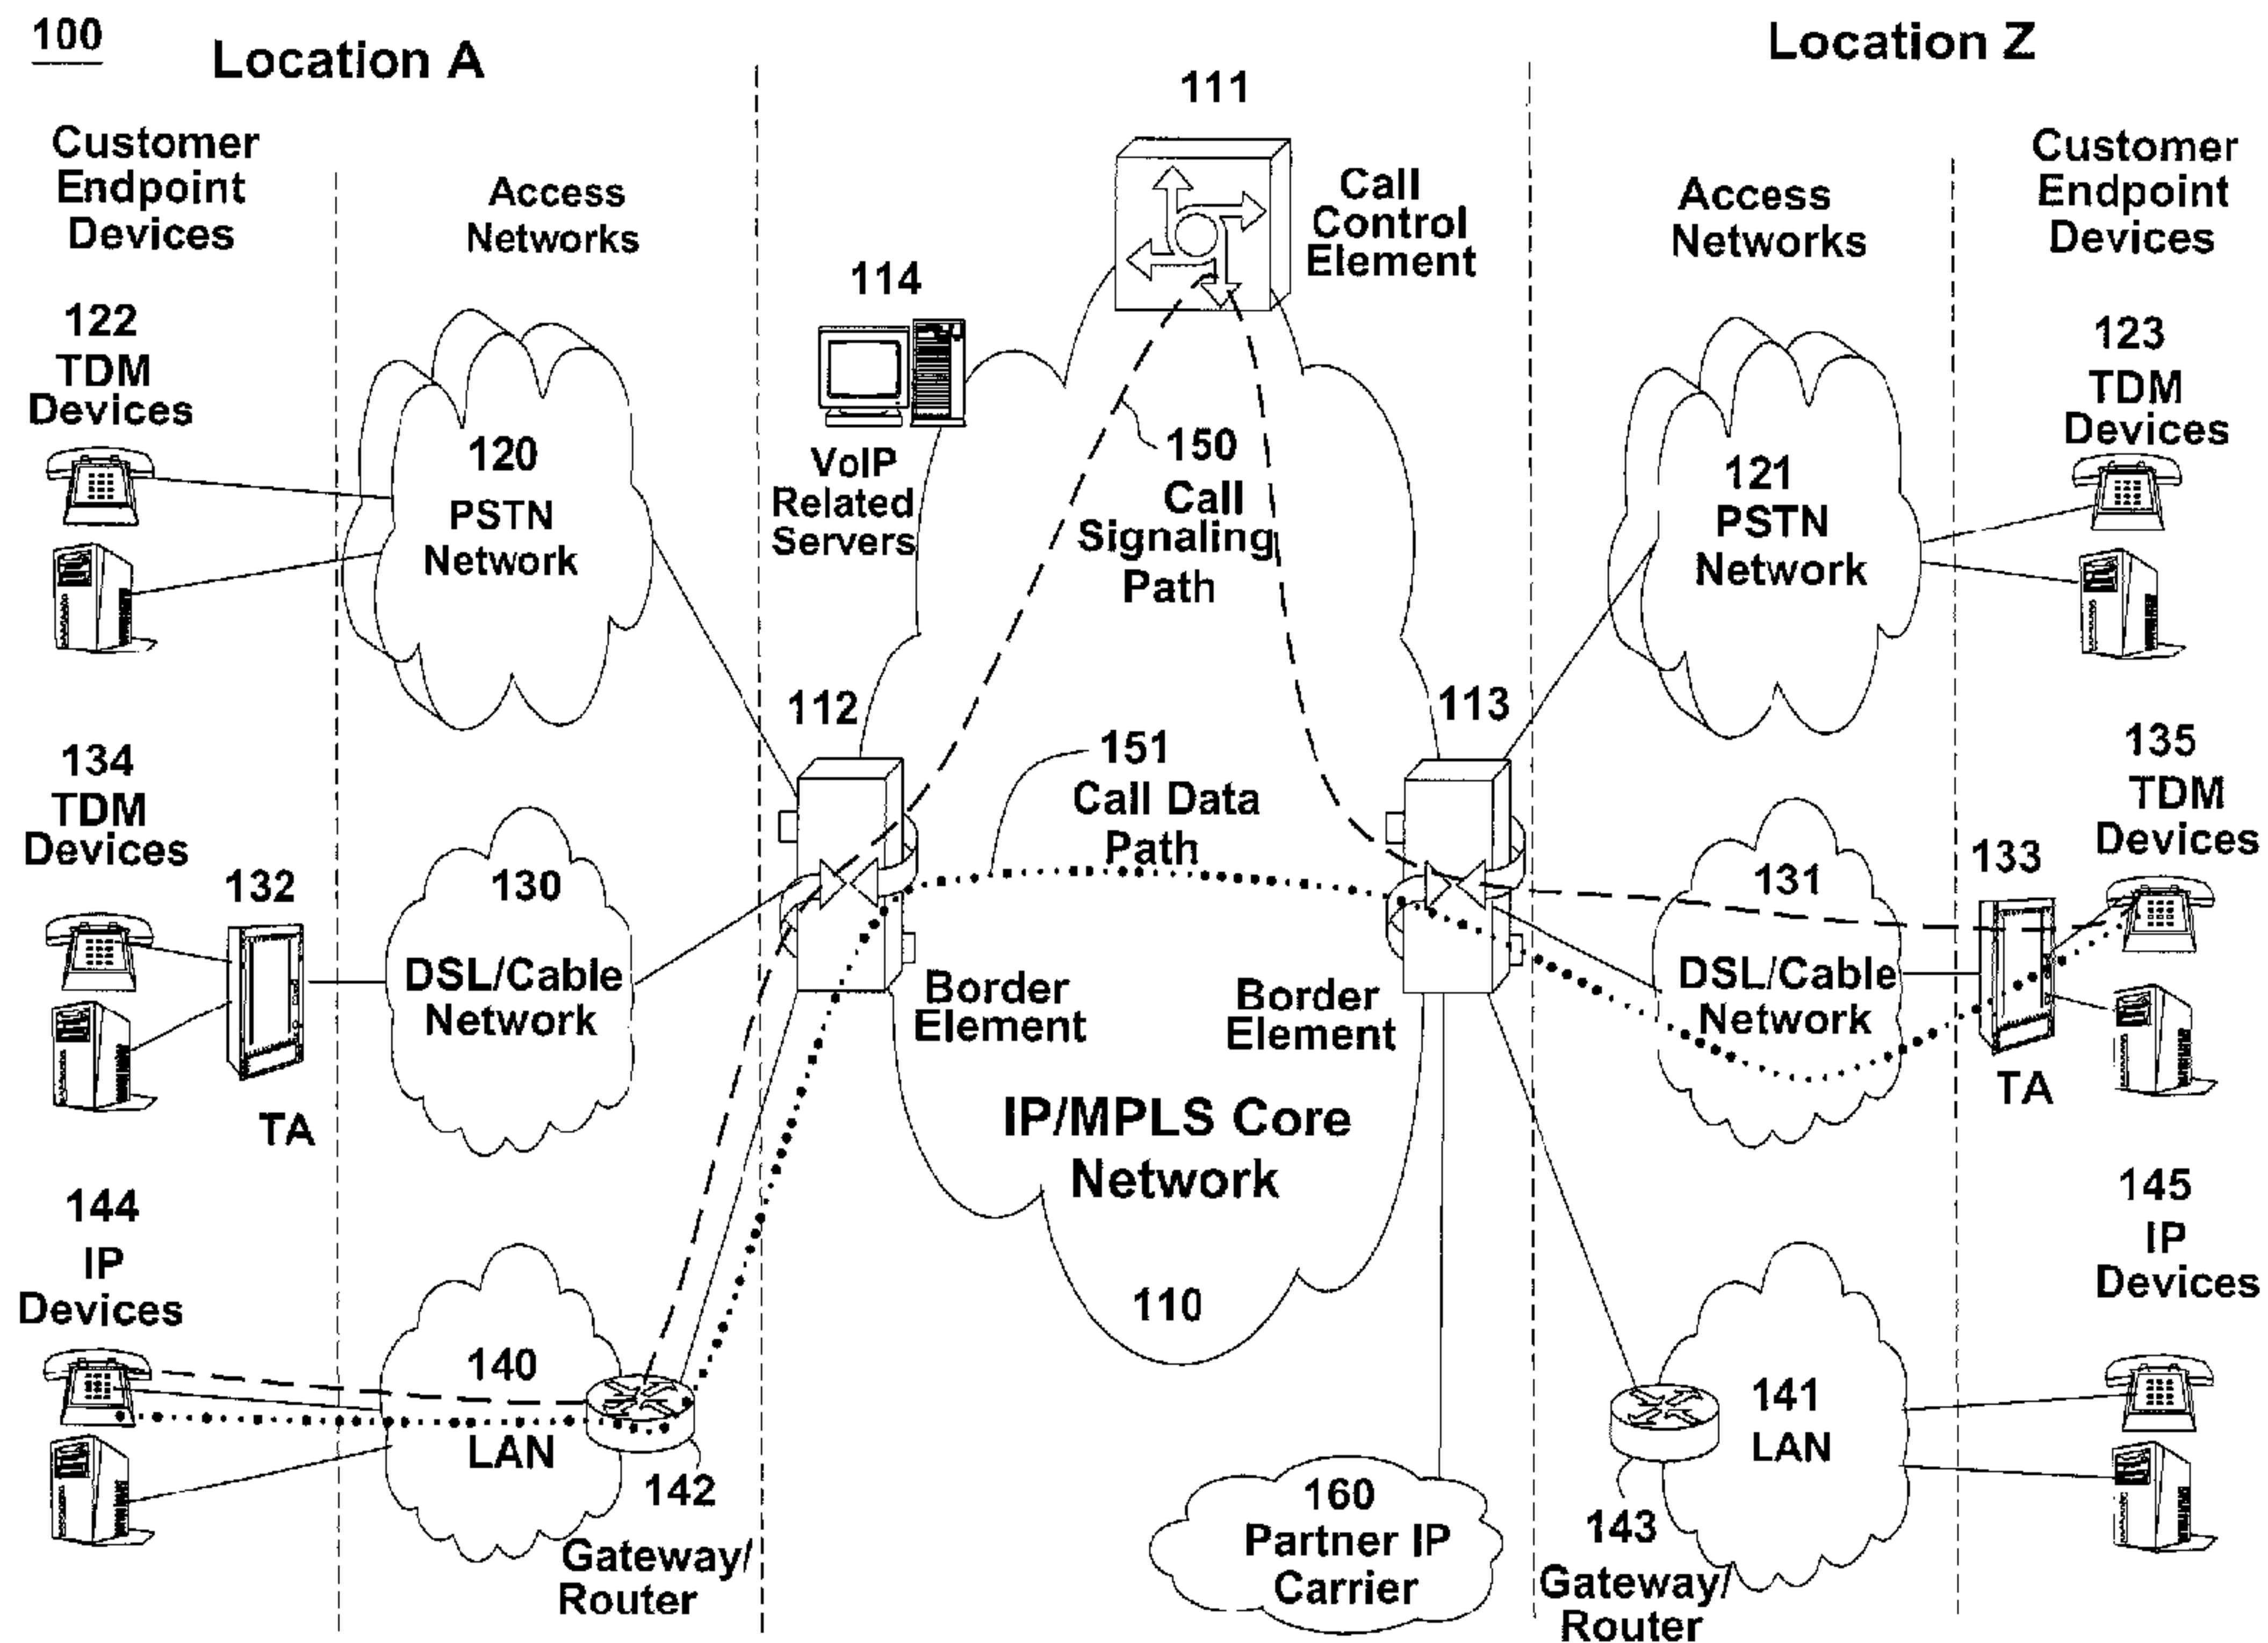 100
Location A
Location Z
111
Customer
Endpoint
Devices
Access
Networks
Call
Control
Element
Access
Networks
Customer
Endpoint
Devices
122
TDM
Devices
120
PSTN
Network
114
VoIP
Related
Servers
150
Call
Signaling
Path
121
PSTN
Network
123
TDM
Devices
112
113
151
Call Data
Path
134
TDM
Devices
132
TA
130
DSL/Cable
Network
Border
Element
Border
Element
131
DSL/Cable
Network
133
TA
135
TDM
Devices
IP/MPLS Core
Network
110
144
IP
Devices
140
LAN
142
Gateway/
Router
160
Partner IP
Carrier
143
Gateway/
Router
141
LAN
145
IP
Devices